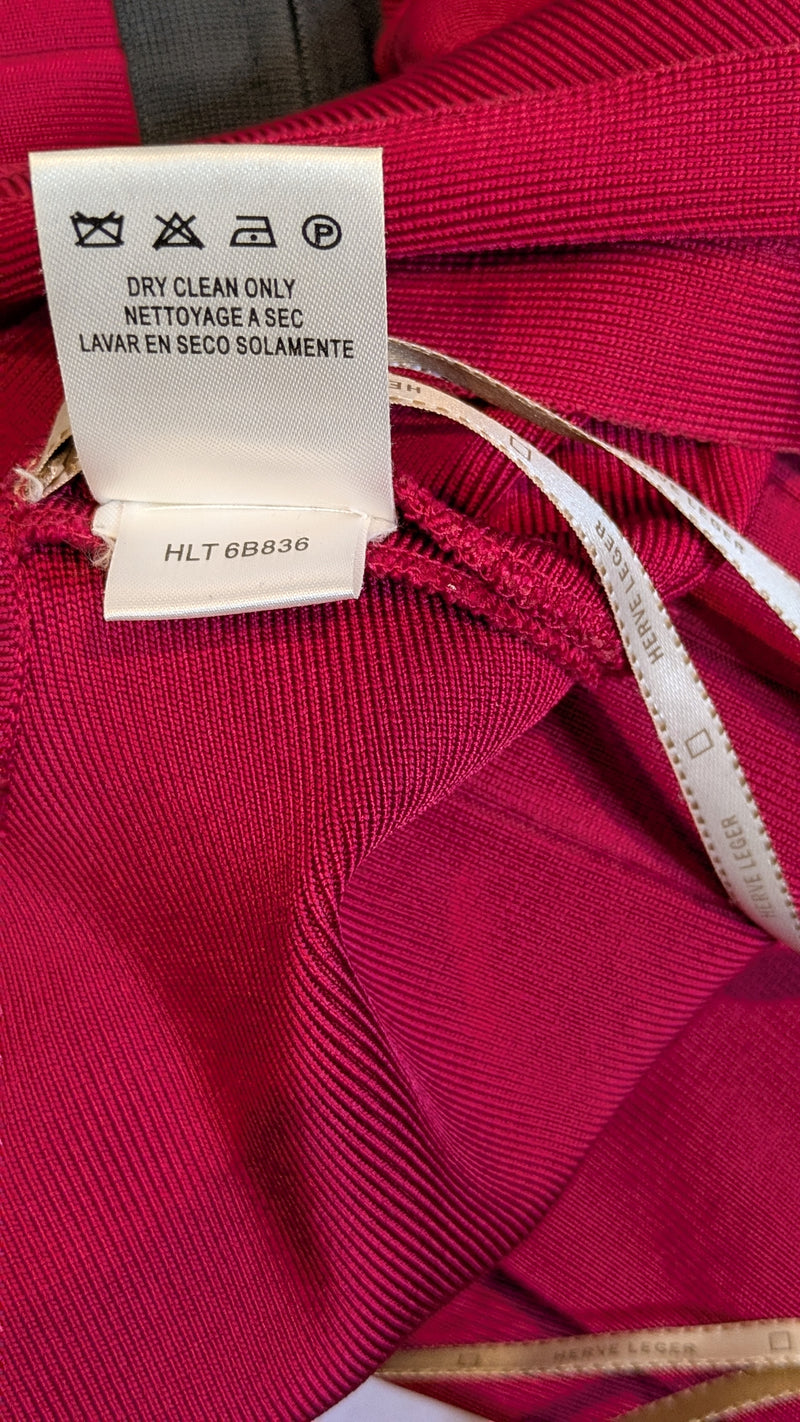 P
DRY CLEAN ONLY
NETTOYAGE A SEC
LAVAR EN SECO SOLAMENTE
HLT 6B836
HERVE LEGER
HERVE LEGER
HERVE LEGER